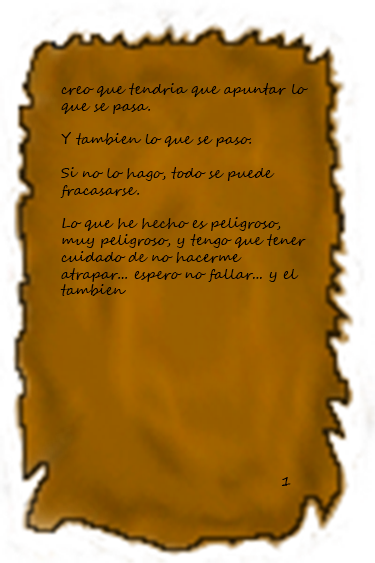 creo que tendria que apuntar lo
que se pasa.
Y tambien lo que se paso.
Si no lo hago, todo se puede
fracasarse.
Lo que he hecho es peligroso,
muy peligroso, y tengo que tener
cuidado de no hacerme
atrapar... espero no fallar... y el
tambien
1